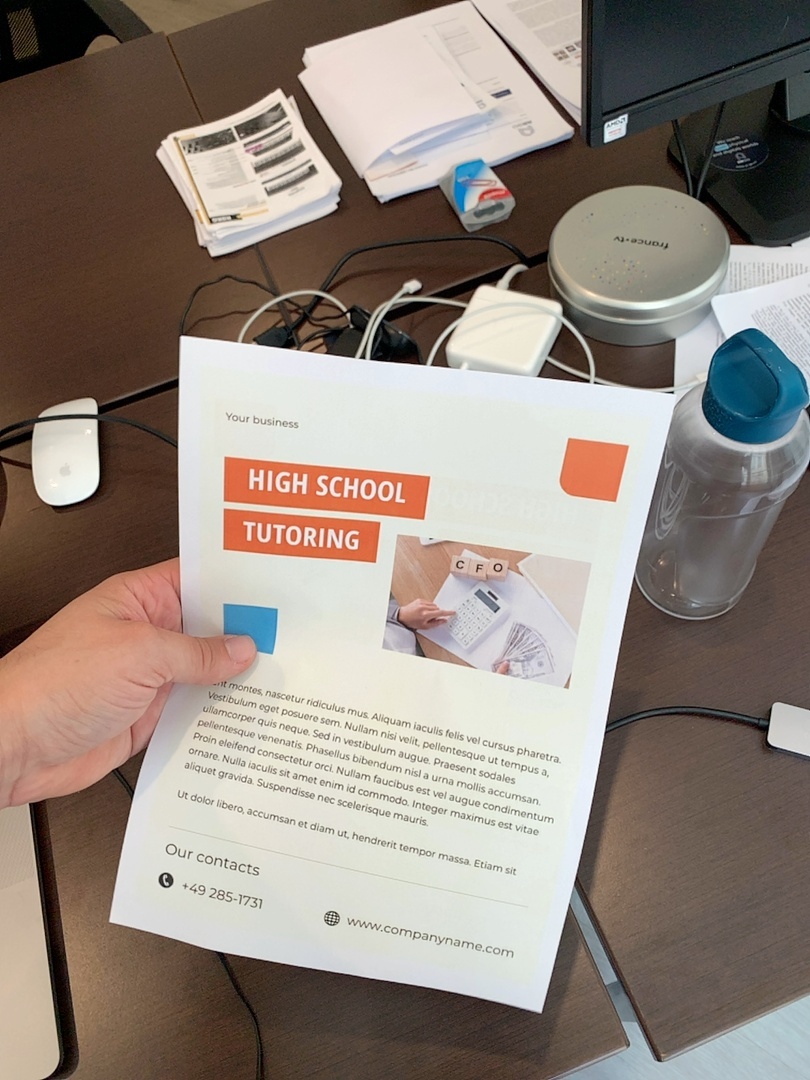 Your business
HIGH SCHOOL
TUTORING
C F O
montes, nascetur ridiculus mus. Aliquam iaculis felis vel cursus pharetra.
Vestibulum eget posuere sem. Nullam nisi velit, pellentesque ut tempus a,
ullamcorper quis neque. Sed in vestibulum augue. Praesent sodales
pellentesque venenatis. Phasellus bibendum nisl a urna mollis accumsan.
Proin eleifend consectetur orci. Nullam faucibus est vel augue condimentum
ornare. Nulla iaculis sit amet enim id commodo. Integer maximus est vitae
aliquet gravida. Suspendisse nec scelerisque mauris.
Ut dolor libero, accumsan et diam ut, hendrerit tempor massa. Etiam sit
Our contacts
+49 285-1731
www.companyname.com
france•tv
AMD